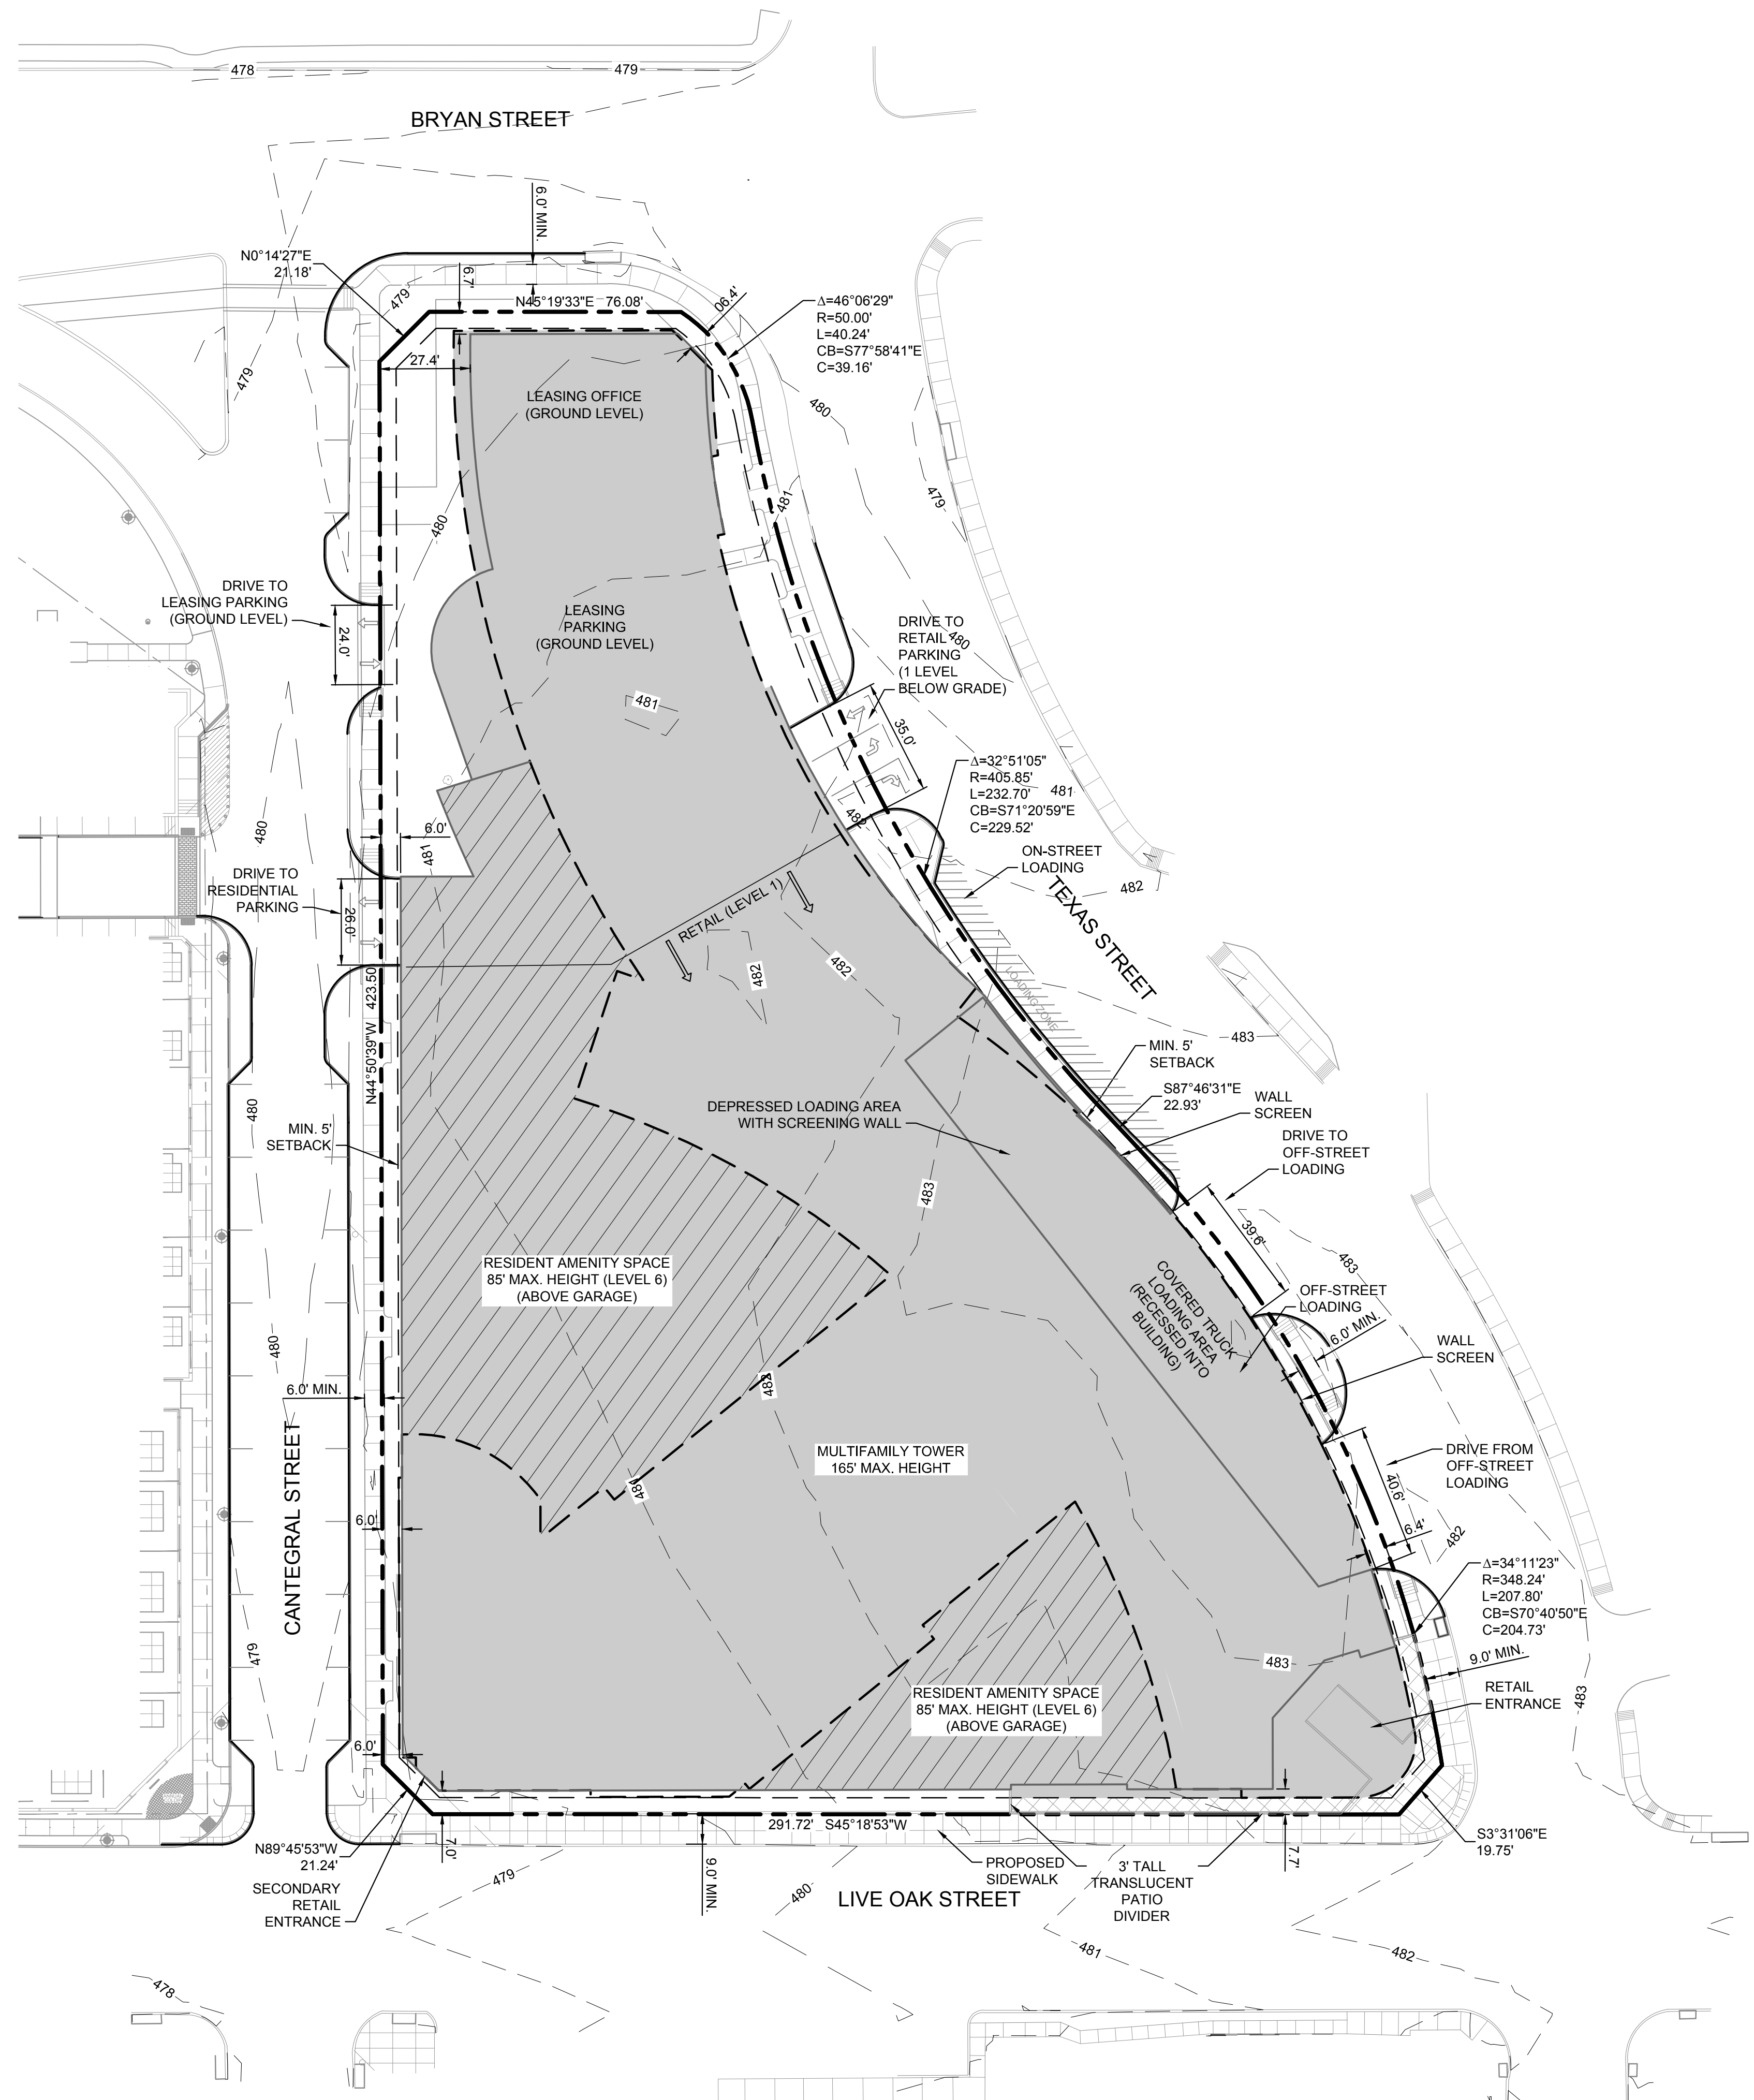 478
479
BRYAN STREET
6.0' MIN.
N0°14'27"E
21.18'
479
6.7'
N45°19'33"E 76.08'
06.4'
Δ=46°06'29"
R=50.00'
L=40.24'
CB=S77°58'41"E
C=39.16'
27.4'
479
480
LEASING OFFICE
(GROUND LEVEL)
479
481
480
DRIVE TO
LEASING PARKING
(GROUND LEVEL)
24.0'
LEASING
PARKING
(GROUND LEVEL)
DRIVE TO
RETAIL
PARKING
(1 LEVEL
BELOW GRADE)
480
481
35.0'
Δ=32°51'05"
R=405.85'
L=232.70'
CB=S71°20'59"E
C=229.52'
481
482
480
6.0'
481
ON-STREET
LOADING
482
TEXAS STREET
DRIVE TO
RESIDENTIAL
PARKING
26.0'
RETAIL (LEVEL 1)
482
482
LOADING ZONE
483
N44°50'39"W 423.50
MIN. 5'
SETBACK
S87°46'31"E
22.93'
WALL
SCREEN
DEPRESSED LOADING AREA
WITH SCREENING WALL
480
MIN. 5'
SETBACK
DRIVE TO
OFF-STREET
LOADING
483
39.6'
483
RESIDENT AMENITY SPACE
85' MAX. HEIGHT (LEVEL 6)
(ABOVE GARAGE)
COVERED TRUCK
LOADING AREA
(RECESSED INTO
BUILDING)
OFF-STREET
LOADING
6.0' MIN.
480
WALL
SCREEN
482
6.0' MIN.
CANTEGRAL STREET
MULTIFAMILY TOWER
165' MAX. HEIGHT
DRIVE FROM
OFF-STREET
LOADING
481
40.6'
6.0'
6.4'
482
Δ=34°11'23"
R=348.24'
L=207.80'
CB=S70°40'50"E
C=204.73'
479
483
9.0' MIN.
RETAIL
ENTRANCE
483
RESIDENT AMENITY SPACE
85' MAX. HEIGHT (LEVEL 6)
(ABOVE GARAGE)
6.0'
291.72' S45°18'53"W
S3°31'06"E
19.75'
N89°45'53"W
21.24'
7.0'
9.0' MIN.
7.7'
SECONDARY
RETAIL
ENTRANCE
479
480
PROPOSED
SIDEWALK
3' TALL
TRANSLUCENT
PATIO
DIVIDER
LIVE OAK STREET
481
482
478